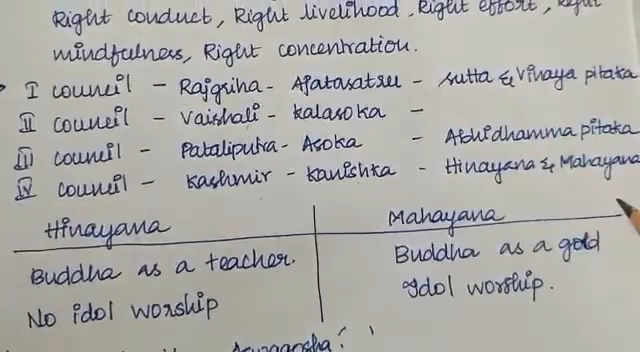 Right conduct, Right livelihood, Right effort, Right
mindfulness, Right concentration.
I council - Rajgriha - Ajatasatru - sutta & Vinaya pitaka
II council - Vaishali - Kalasoka -
III council - Pataliputra - Asoka - Abhidhamma pitaka
IV council - Kashmir - Kanishka - Hinayana & Mahayana
Hinayana Mahayana
Buddha as a teacher. Buddha as a god
No idol worship Idol worship.